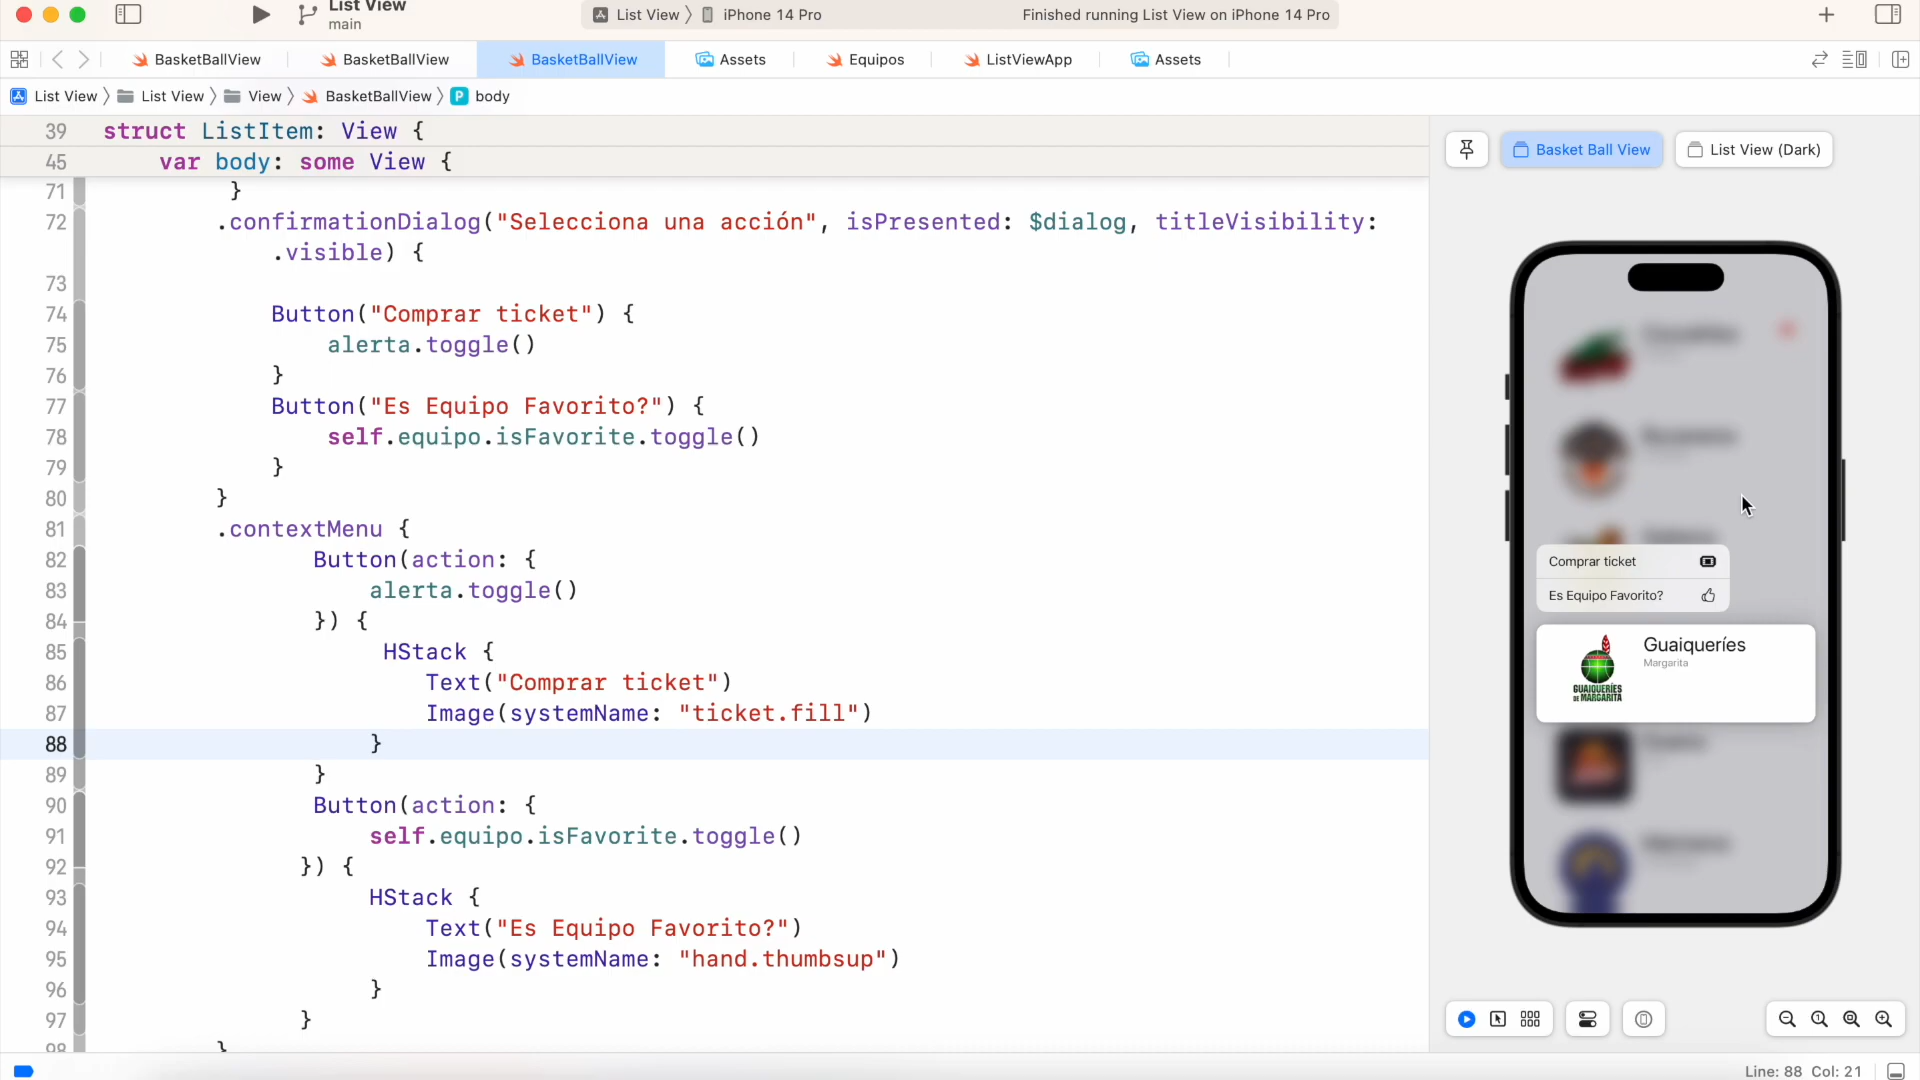 List View
main
List View
iPhone 14 Pro
Finished running List View on iPhone 14 Pro
BasketBallView
BasketBallView
BasketBallView
Assets
Equipos
ListViewApp
Assets
List View
List View
View
BasketBallView
P
body
39 struct ListItem: View {
45 var body: some View {
71 }
72 .confirmationDialog("Selecciona una acción", isPresented: $dialog, titleVisibility:
.visible) {
73
74 Button("Comprar ticket") {
75 alerta.toggle()
76 }
77 Button("Es Equipo Favorito?") {
78 self.equipo.isFavorite.toggle()
79 }
80 }
81 .contextMenu {
82 Button(action: {
83 alerta.toggle()
84 }) {
85 HStack {
86 Text("Comprar ticket")
87 Image(systemName: "ticket.fill")
88 }
89 }
90 Button(action: {
91 self.equipo.isFavorite.toggle()
92 }) {
93 HStack {
94 Text("Es Equipo Favorito?")
95 Image(systemName: "hand.thumbsup")
96 }
97 }
98 }
Basket Ball View
List View (Dark)
Comprar ticket
Es Equipo Favorito?
Guaiqueríes
Margarita
GUAIQUERÍES
DE MARGARITA
Line: 88 Col: 21